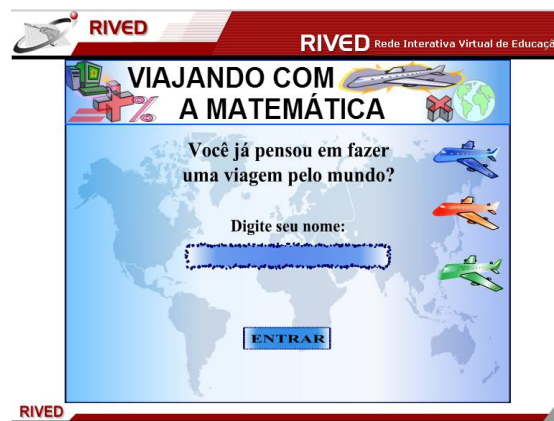 RIVED
RIVED Rede Interativa Virtual de Educaçã
VIAJANDO COM
A MATEMÁTICA
Você já pensou em fazer
uma viagem pelo mundo?
Digite seu nome:
ENTRAR
RIVED